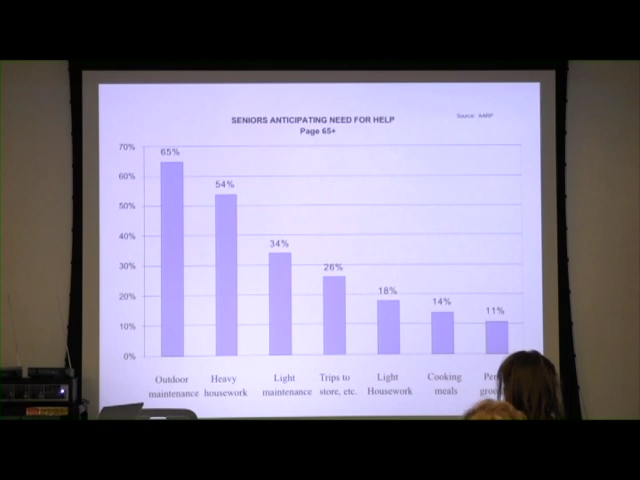 SENIORS ANTICIPATING NEED FOR HELP
Page 65+
Source: AARP
70%
60%
50%
40%
30%
20%
10%
0%
65%
54%
34%
26%
18%
14%
11%
Outdoor
maintenance
Heavy
housework
Light
maintenance
Trips to
store, etc.
Light
Housework
Cooking
meals